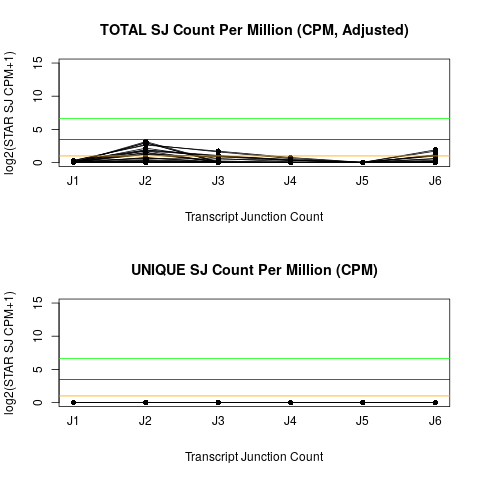 TOTAL SJ Count Per Million (CPM, Adjusted)
log2(STAR SJ CPM+1)
15
10
5
0
J1 J2 J3 J4 J5 J6
Transcript Junction Count
UNIQUE SJ Count Per Million (CPM)
log2(STAR SJ CPM+1)
15
10
5
0
J1 J2 J3 J4 J5 J6
Transcript Junction Count